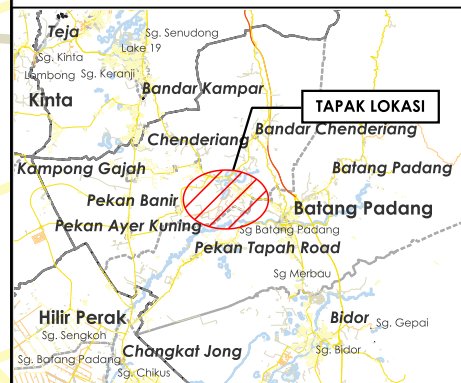 Teja
Sg. Senudong
Lake 19
Sg. Kinta
Lombong
Sg. Keranji
Kinta
Bandar Kampar
TAPAK LOKASI
Chenderiang
Bandar Chenderiang
Kampong Gajah
Batang Padang
Pekan Banir
Batang Padang
Pekan Ayer Kuning
Sg Batang Padang
Pekan Tapah Road
Sg Merbau
Hilir Perak
Bidor
Sg. Gepai
Sg. Sengkoh
Sg. Batang Padang
Changkat Jong
Sg. Bidor
Sg. Chikus